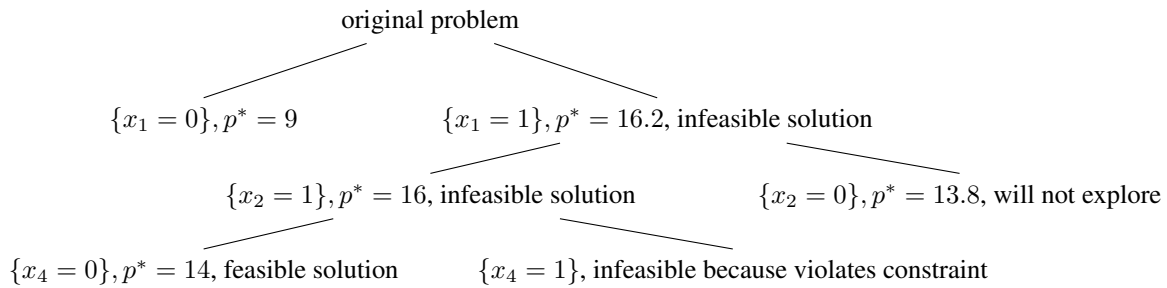 original problem
{x₁ = 0}, p* = 9
{x₁ = 1}, p* = 16.2, infeasible solution
{x₂ = 1}, p* = 16, infeasible solution
{x₂ = 0}, p* = 13.8, will not explore
{x₄ = 0}, p* = 14, feasible solution
{x₄ = 1}, infeasible because violates constraint